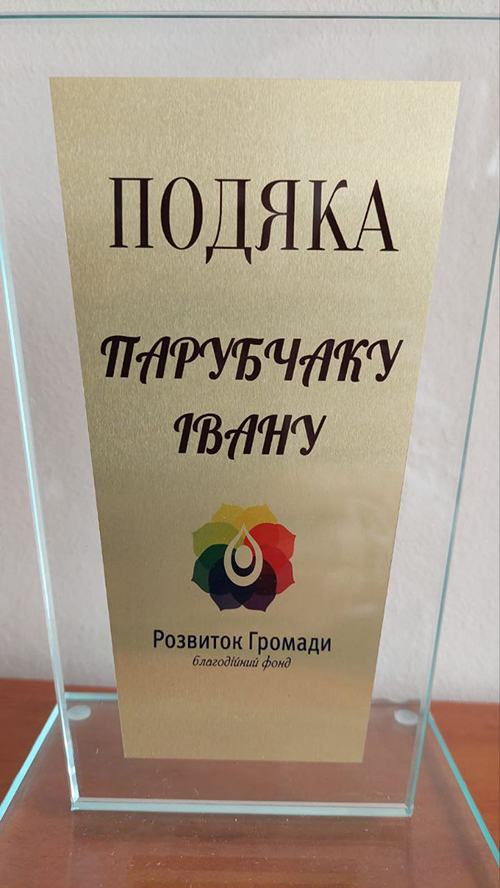 ПОДЯКА
ПАРУБЧАКУ
ІВАНУ
Розвиток Громади
благодійний фонд